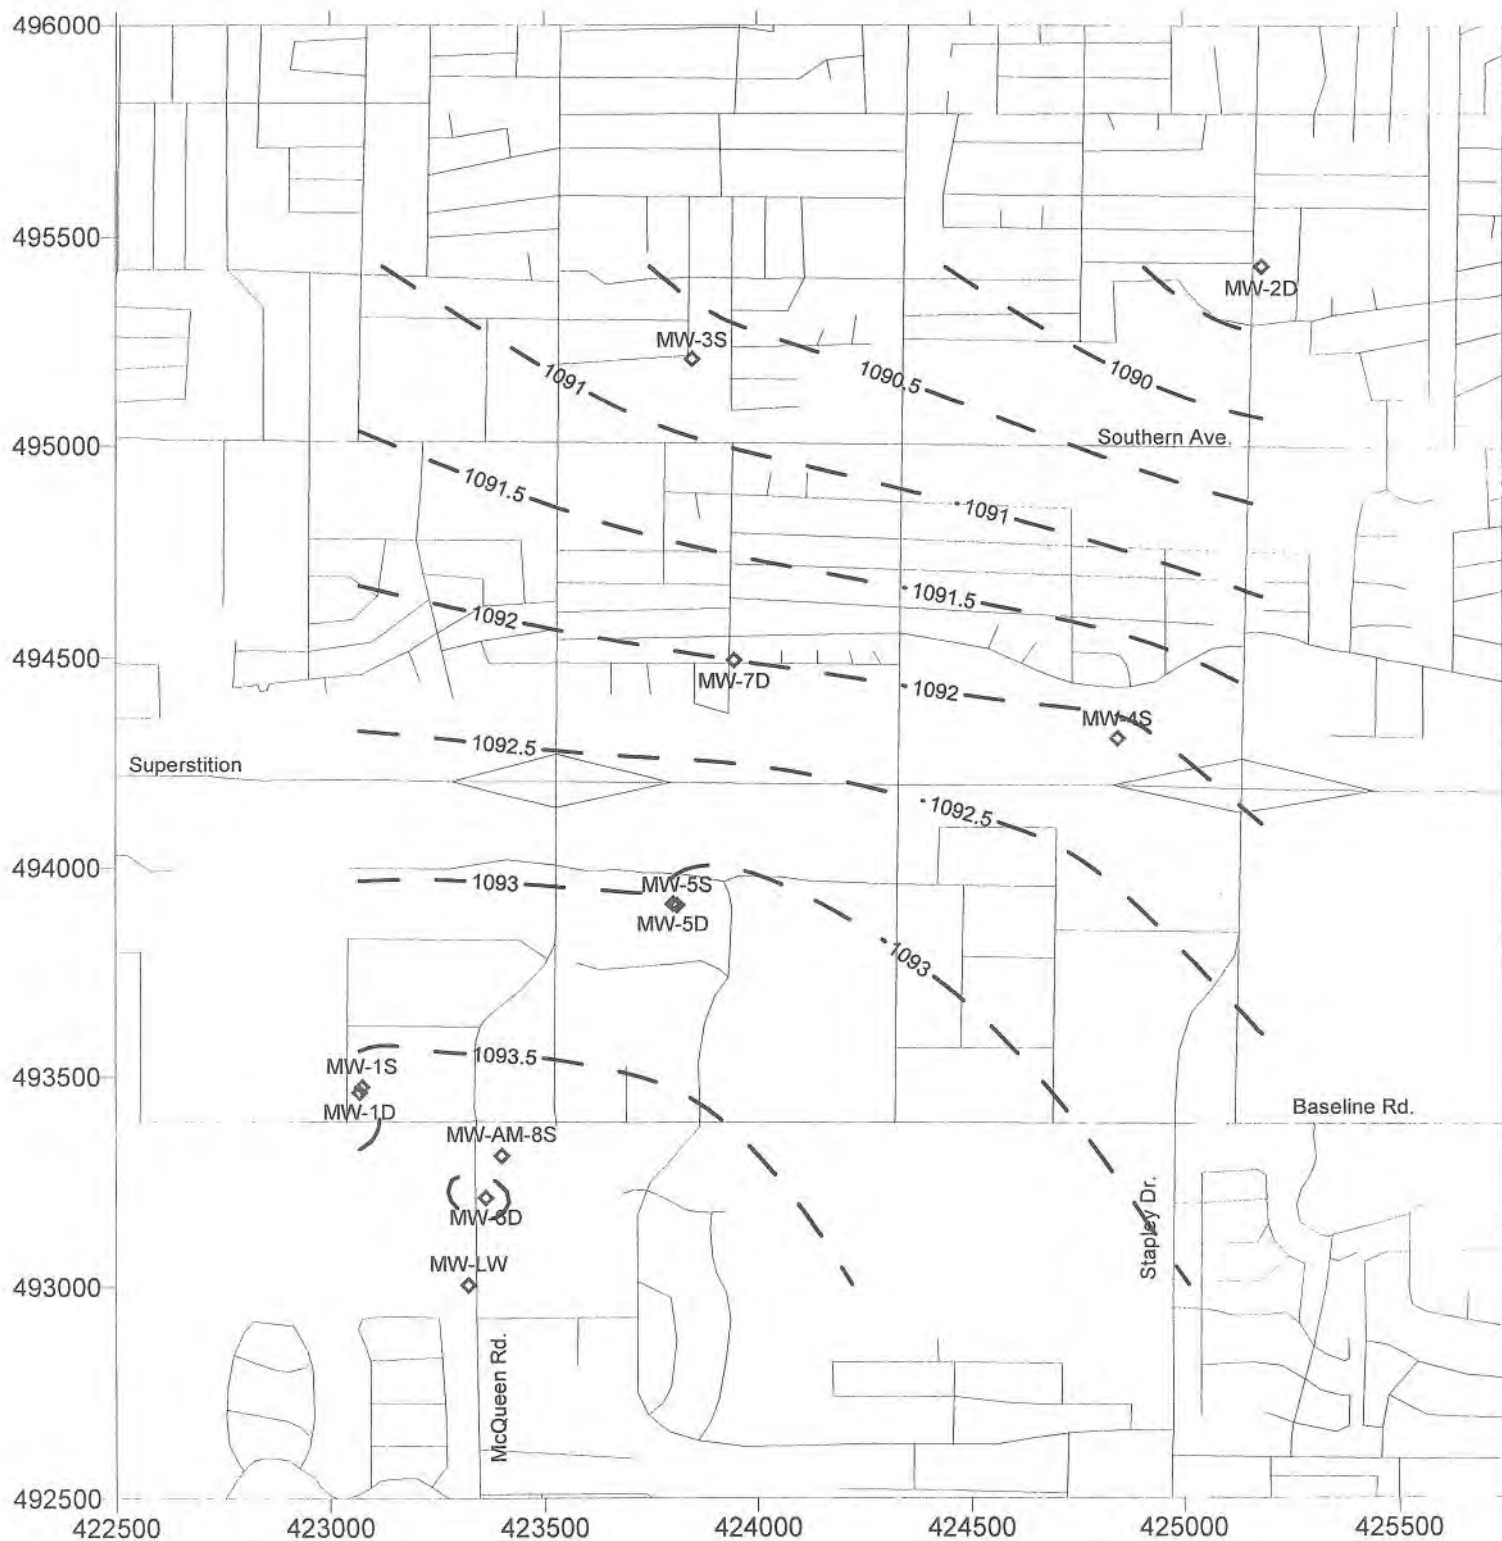 496000
495500
MW-2D
MW-3S
1091
1090.5
1090
495000
Southern Ave.
1091.5
1091
1091.5
1092
494500
MW-7D
1092
MW-4S
1092.5
Superstition
1092.5
494000
1093
MW-5S
MW-5D
1093
1093.5
493500
MW-1S
MW-1D
Baseline Rd.
MW-AM-8S
MW-6D
Stapley Dr.
MW-LW
493000
McQueen Rd.
492500
422500 423000 423500 424000 424500 425000 425500